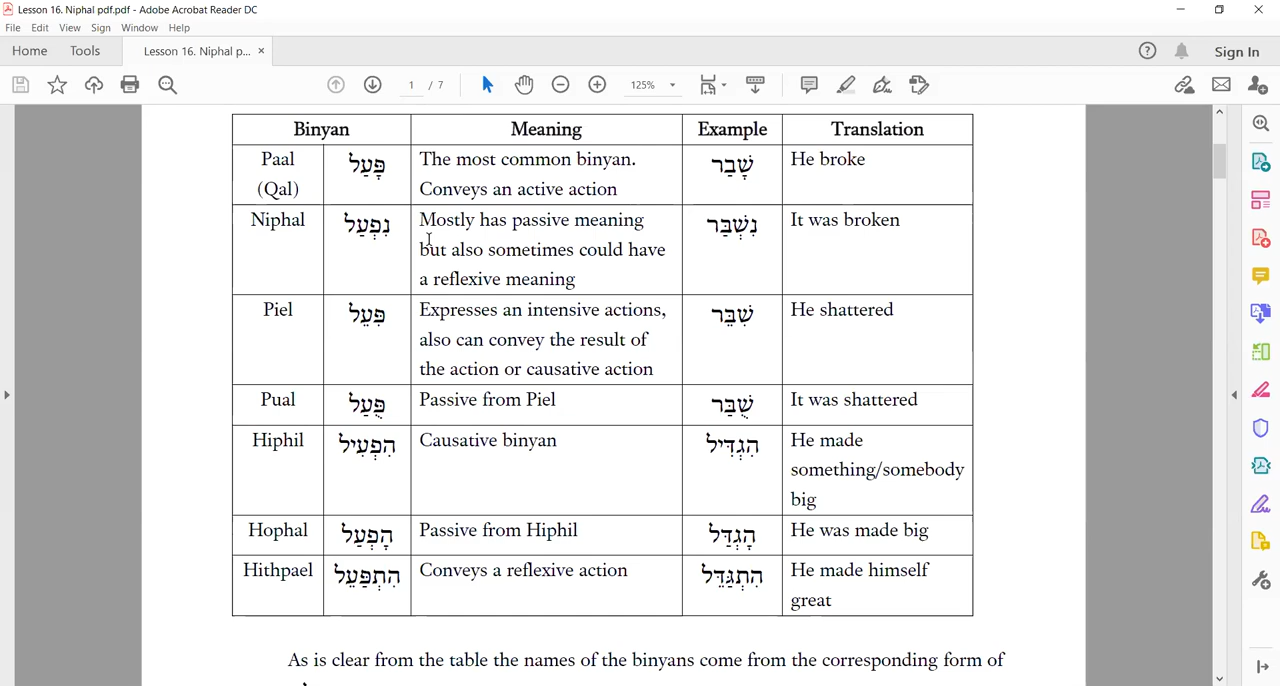 Lesson 16. Niphal pdf.pdf - Adobe Acrobat Reader DC
File Edit View Sign Window Help
Home Tools Lesson 16. Niphal p... × Sign In
1 / 7 125%
Binyan Meaning Example Translation
Paal פָּעַל The most common binyan. שָׁבַר He broke
(Qal) Conveys an active action
Niphal נִפְעַל Mostly has passive meaning נִשְׁבַּר It was broken
but also sometimes could have
a reflexive meaning
Piel פִּעֵל Expresses an intensive actions, שִׁבֵּר He shattered
also can convey the result of
the action or causative action
Pual פֻּעַל Passive from Piel שֻׁבַּר It was shattered
Hiphil הִפְעִיל Causative binyan הִגְדִּיל He made
something/somebody
big
Hophal הָפְעַל Passive from Hiphil הָגְדַּל He was made big
Hithpael הִתְפַּעֵל Conveys a reflexive action הִתְגַּדֵּל He made himself
great
As is clear from the table the names of the binyans come from the corresponding form of